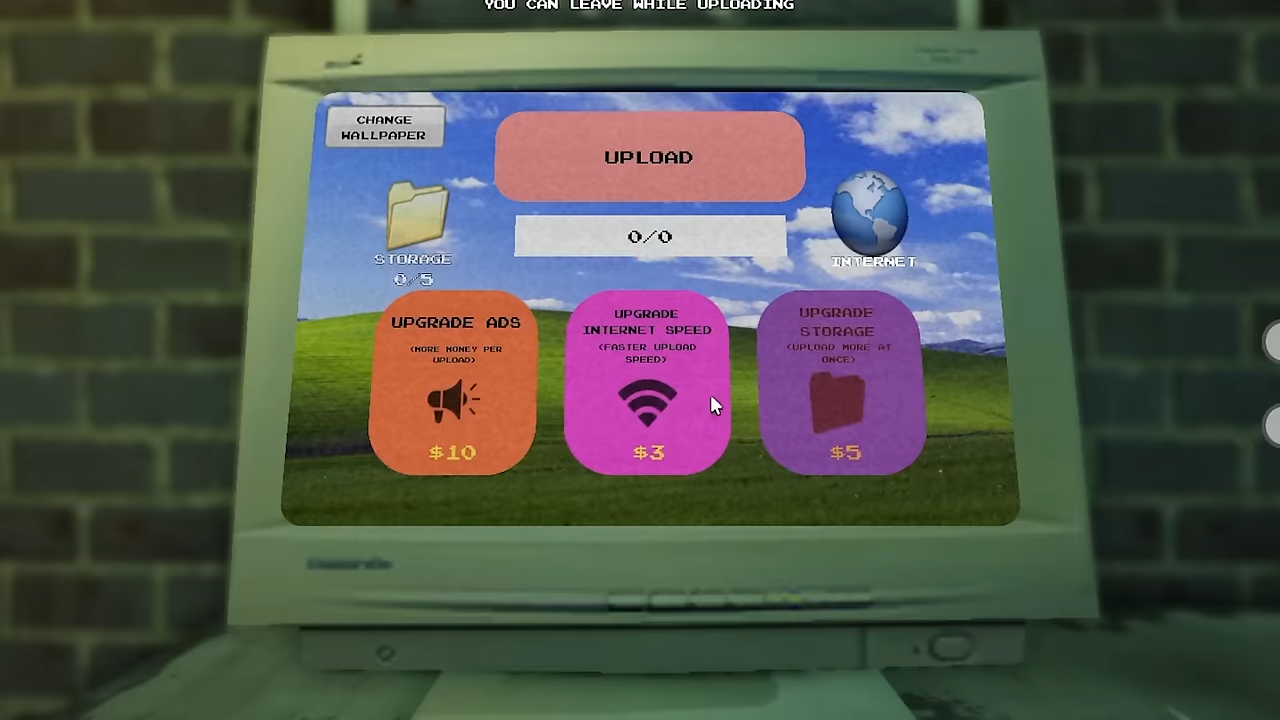 YOU CAN LEAVE WHILE UPLOADING
CHANGE
WALLPAPER
UPLOAD
0/0
STORAGE
0/5
INTERNET
UPGRADE ADS
(MORE MONEY PER
UPLOAD)
$10
UPGRADE
INTERNET SPEED
(FASTER UPLOAD
SPEED)
$3
UPGRADE
STORAGE
(UPLOAD MORE AT
ONCE)
$5